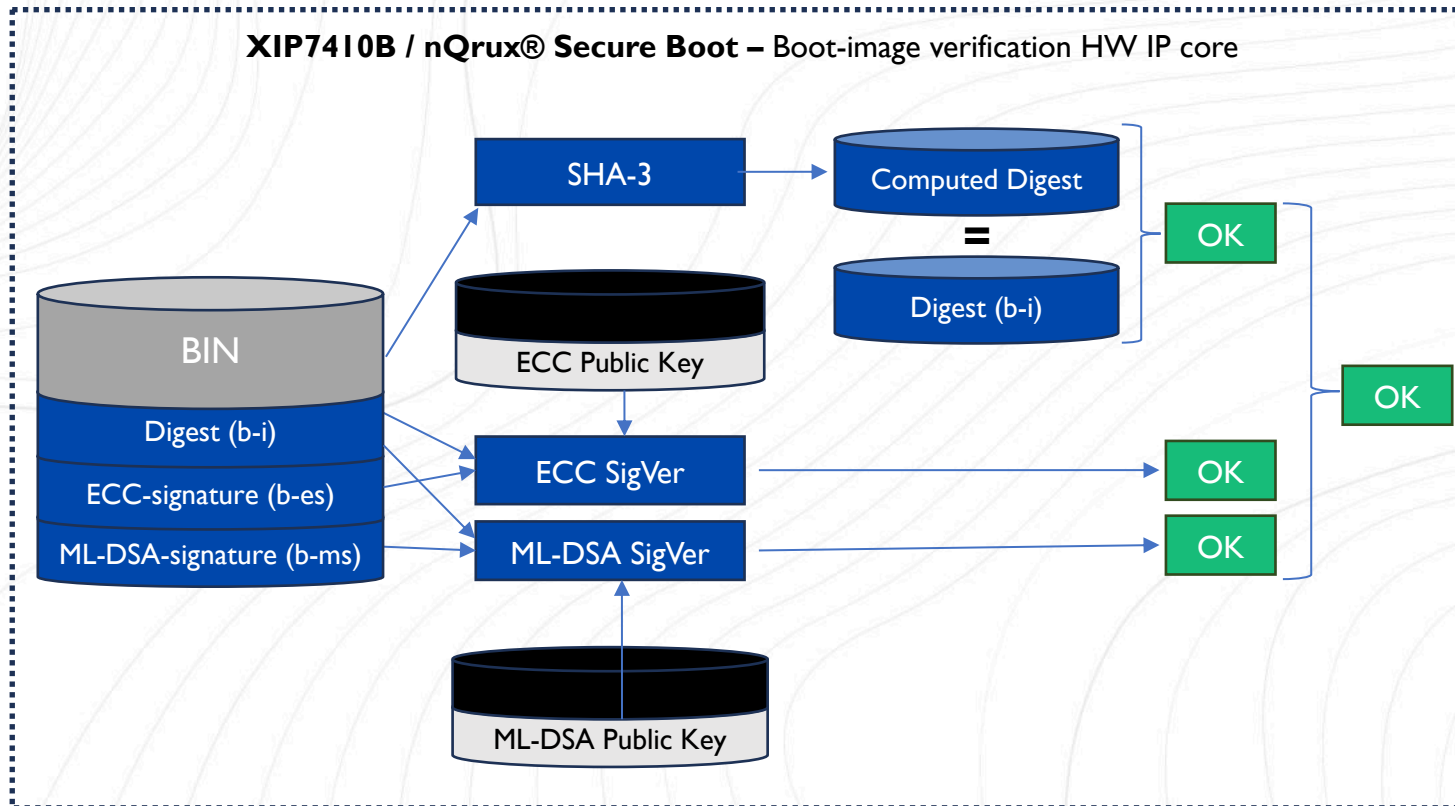 XIP7410B / nQrux® Secure Boot – Boot-image verification HW IP core
SHA-3
Computed Digest
=
Digest (b-i)
OK
ECC Public Key
BIN
Digest (b-i)
ECC-signature (b-es)
ML-DSA-signature (b-ms)
ECC SigVer
OK
ML-DSA SigVer
OK
OK
ML-DSA Public Key